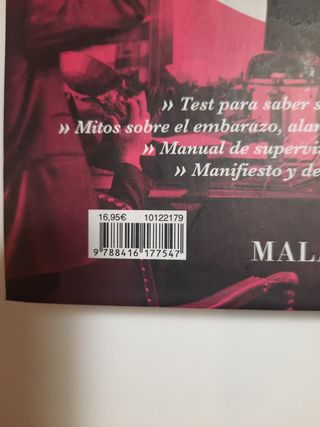 » Test para saber s
» Mitos sobre el embarazo, alar
» Manual de supervi
» Manifiesto y de
16,95€ 10122179
9 788416 177547
MALA